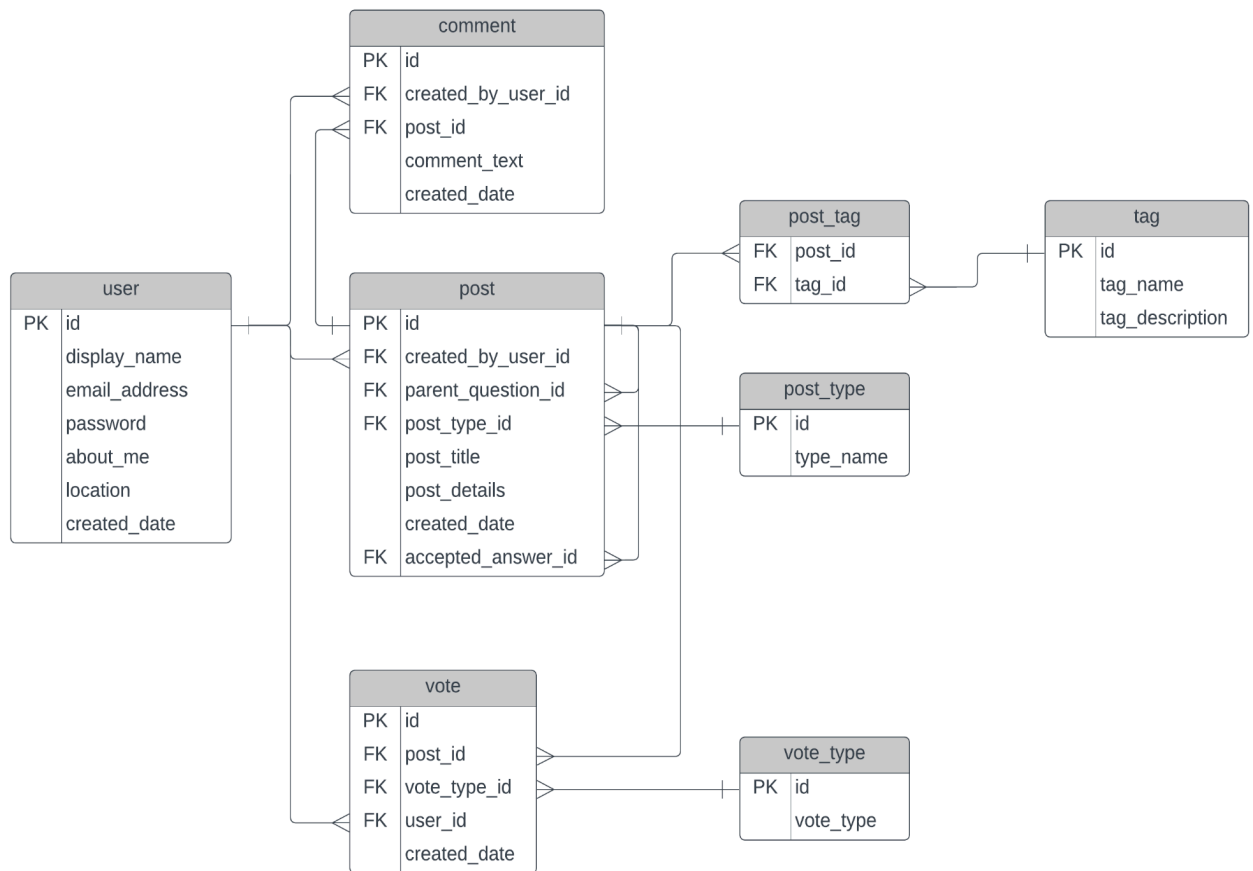 comment
PK id
FK created_by_user_id
FK post_id
comment_text
created_date
user
PK id
display_name
email_address
password
about_me
location
created_date
post
PK id
FK created_by_user_id
FK parent_question_id
FK post_type_id
post_title
post_details
created_date
FK accepted_answer_id
post_tag
FK post_id
FK tag_id
tag
PK id
tag_name
tag_description
post_type
PK id
type_name
vote
PK id
FK post_id
FK vote_type_id
FK user_id
created_date
vote_type
PK id
vote_type